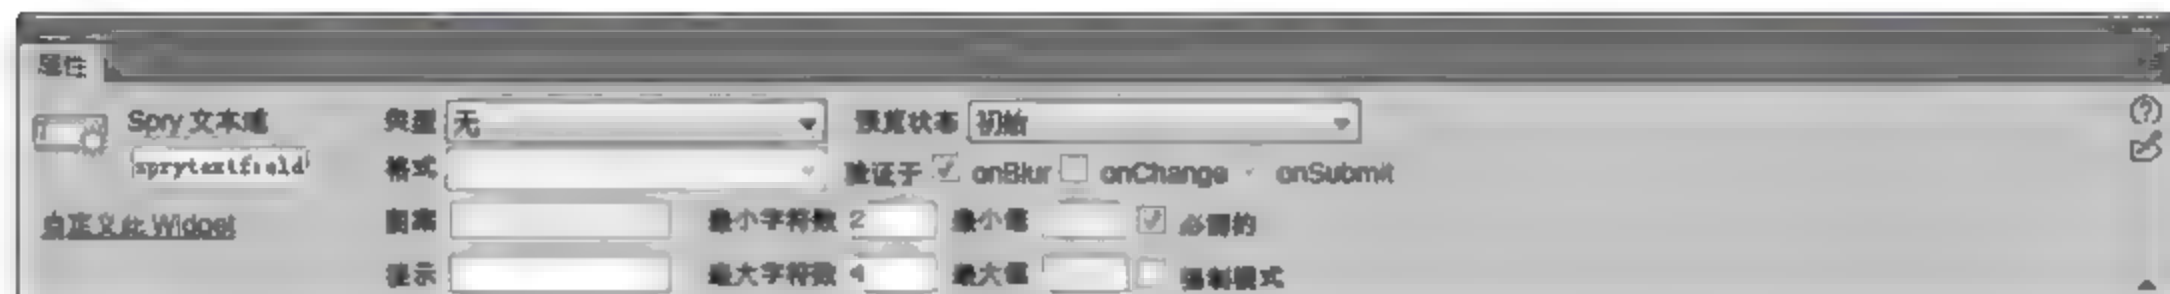 属性
Spry 文本域 类型 无 预览状态 初始
sprytextfield 格式 验证于 onBlur onChange onSubmit
自定义此 Widget 图案 最小字符数 2 最小值 必需的
提示 最大字符数 4 最大值 强制模式